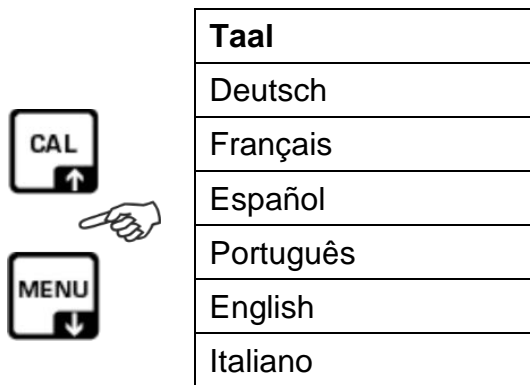 Taal
Deutsch
Français
Español
Português
English
Italiano
CAL
MENU